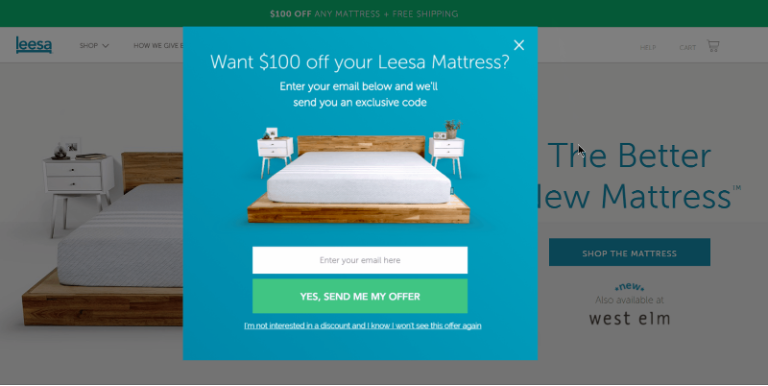 $100 OFF ANY MATTRESS + FREE SHIPPING
leesa
SHOP
HOW WE GIVE
HELP
CART
Want $100 off your Leesa Mattress?
Enter your email below and we'll
send you an exclusive code
Enter your email here
YES, SEND ME MY OFFER
I'm not interested in a discount and I know I won't see this offer again
The Better
Mattress™
SHOP THE MATTRESS
new
Also available at
west elm